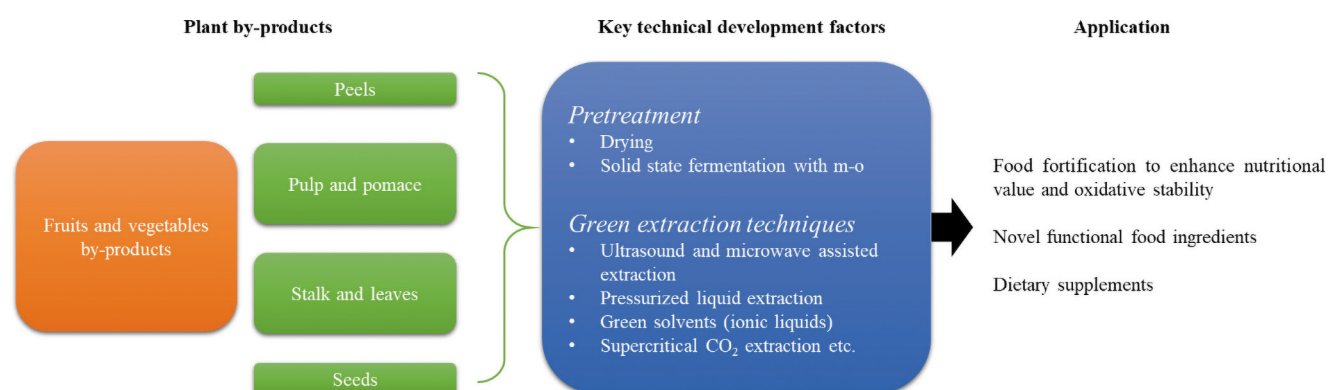 Plant by-products
Key technical development factors
Application
Fruits and vegetables
by-products
Peels
Pulp and pomace
Stalk and leaves
Seeds
Pretreatment
• Drying
• Solid state fermentation with m-o
Green extraction techniques
• Ultrasound and microwave assisted
extraction
• Pressurized liquid extraction
• Green solvents (ionic liquids)
• Supercritical CO₂ extraction etc.
Food fortification to enhance nutritional
value and oxidative stability
Novel functional food ingredients
Dietary supplements